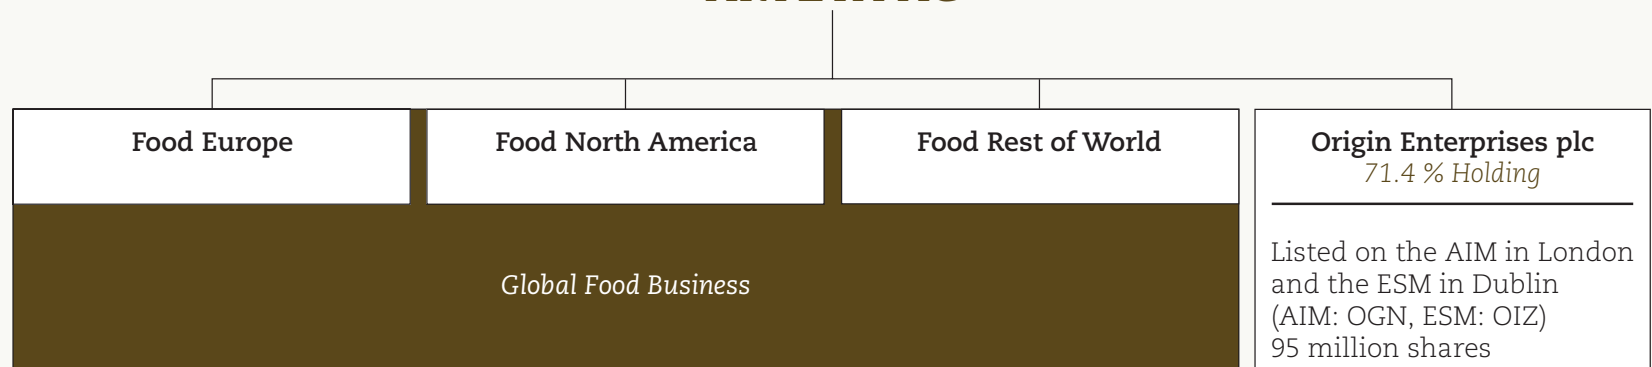 Food Europe
Food North America
Food Rest of World
Origin Enterprises plc
71.4 % Holding
Global Food Business
Listed on the AIM in London
and the ESM in Dublin
(AIM: OGN, ESM: OIZ)
95 million shares